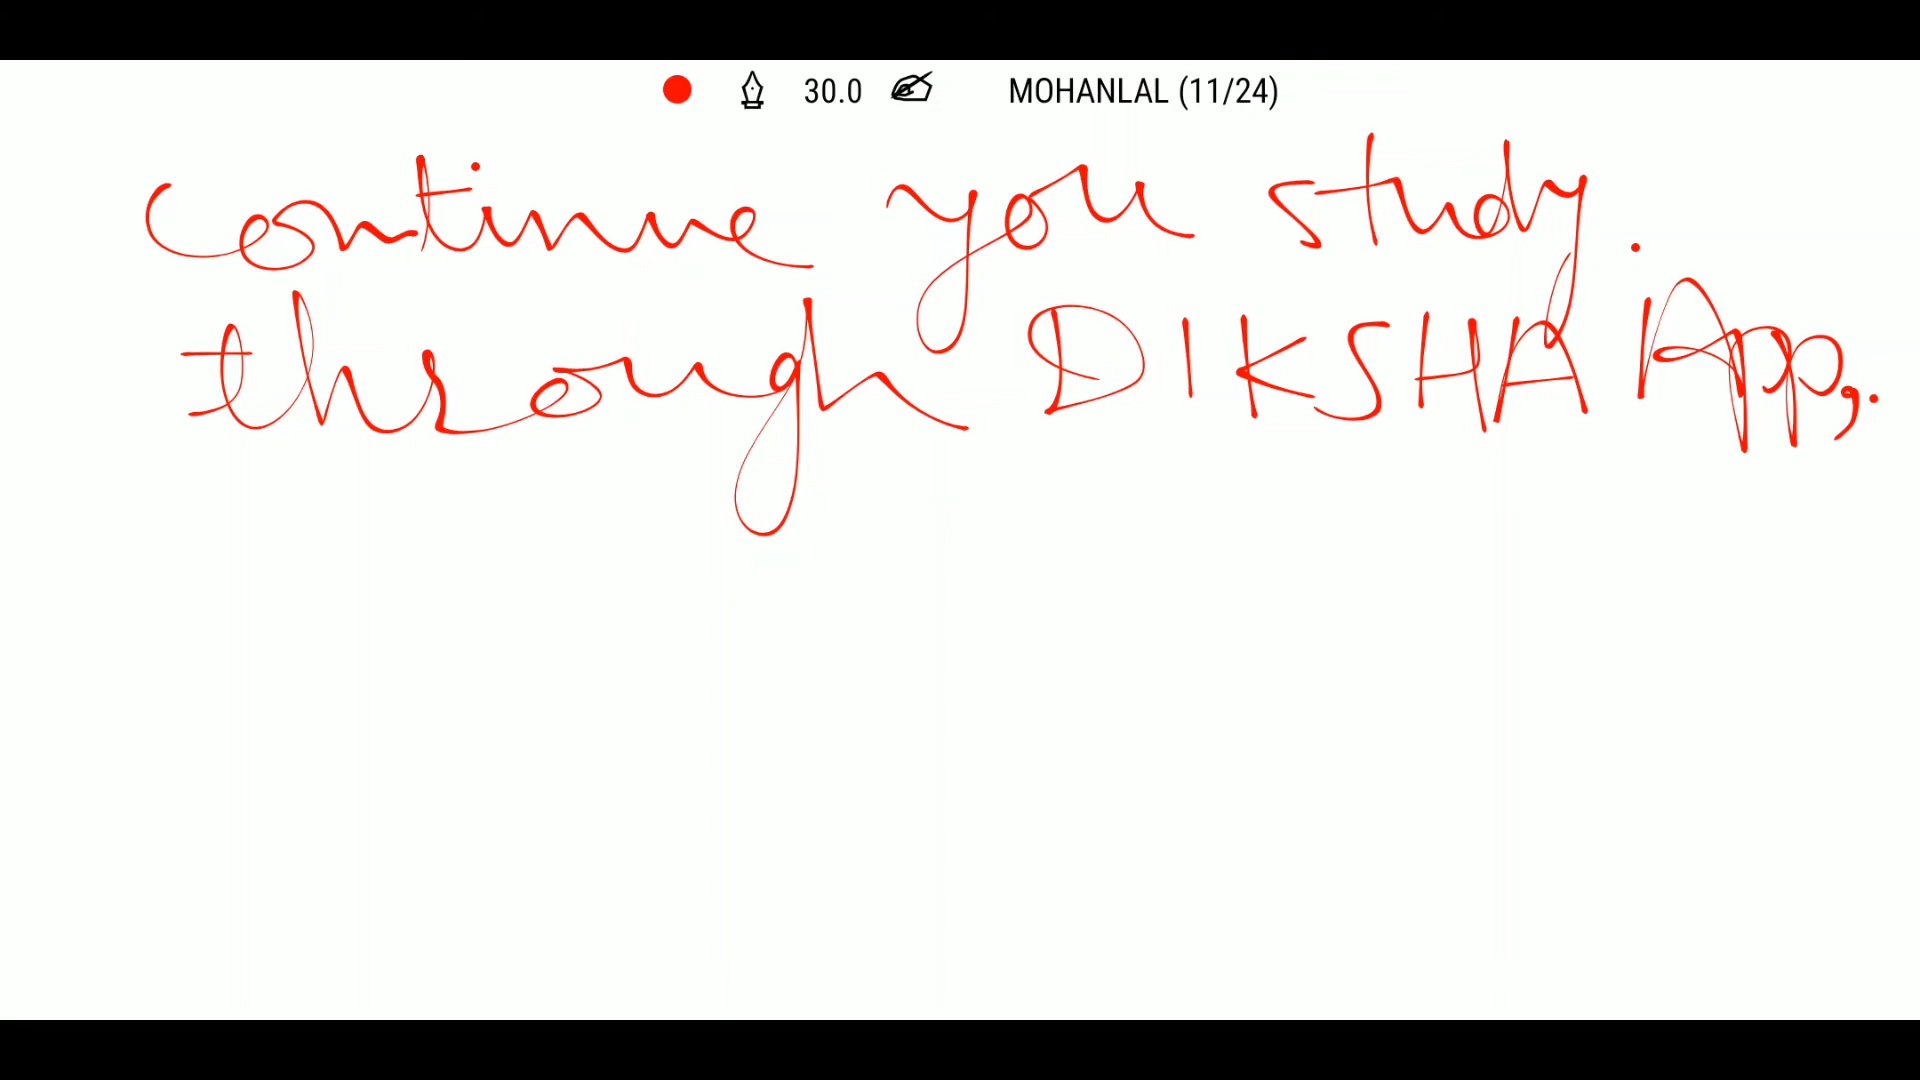 30.0 MOHANLAL (11/24)
Continue you study.
through DIKSHA App,.